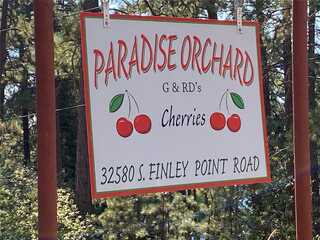 PARADISE ORCHARD
G & RD's
Cherries
32580 S. FINLEY POINT ROAD